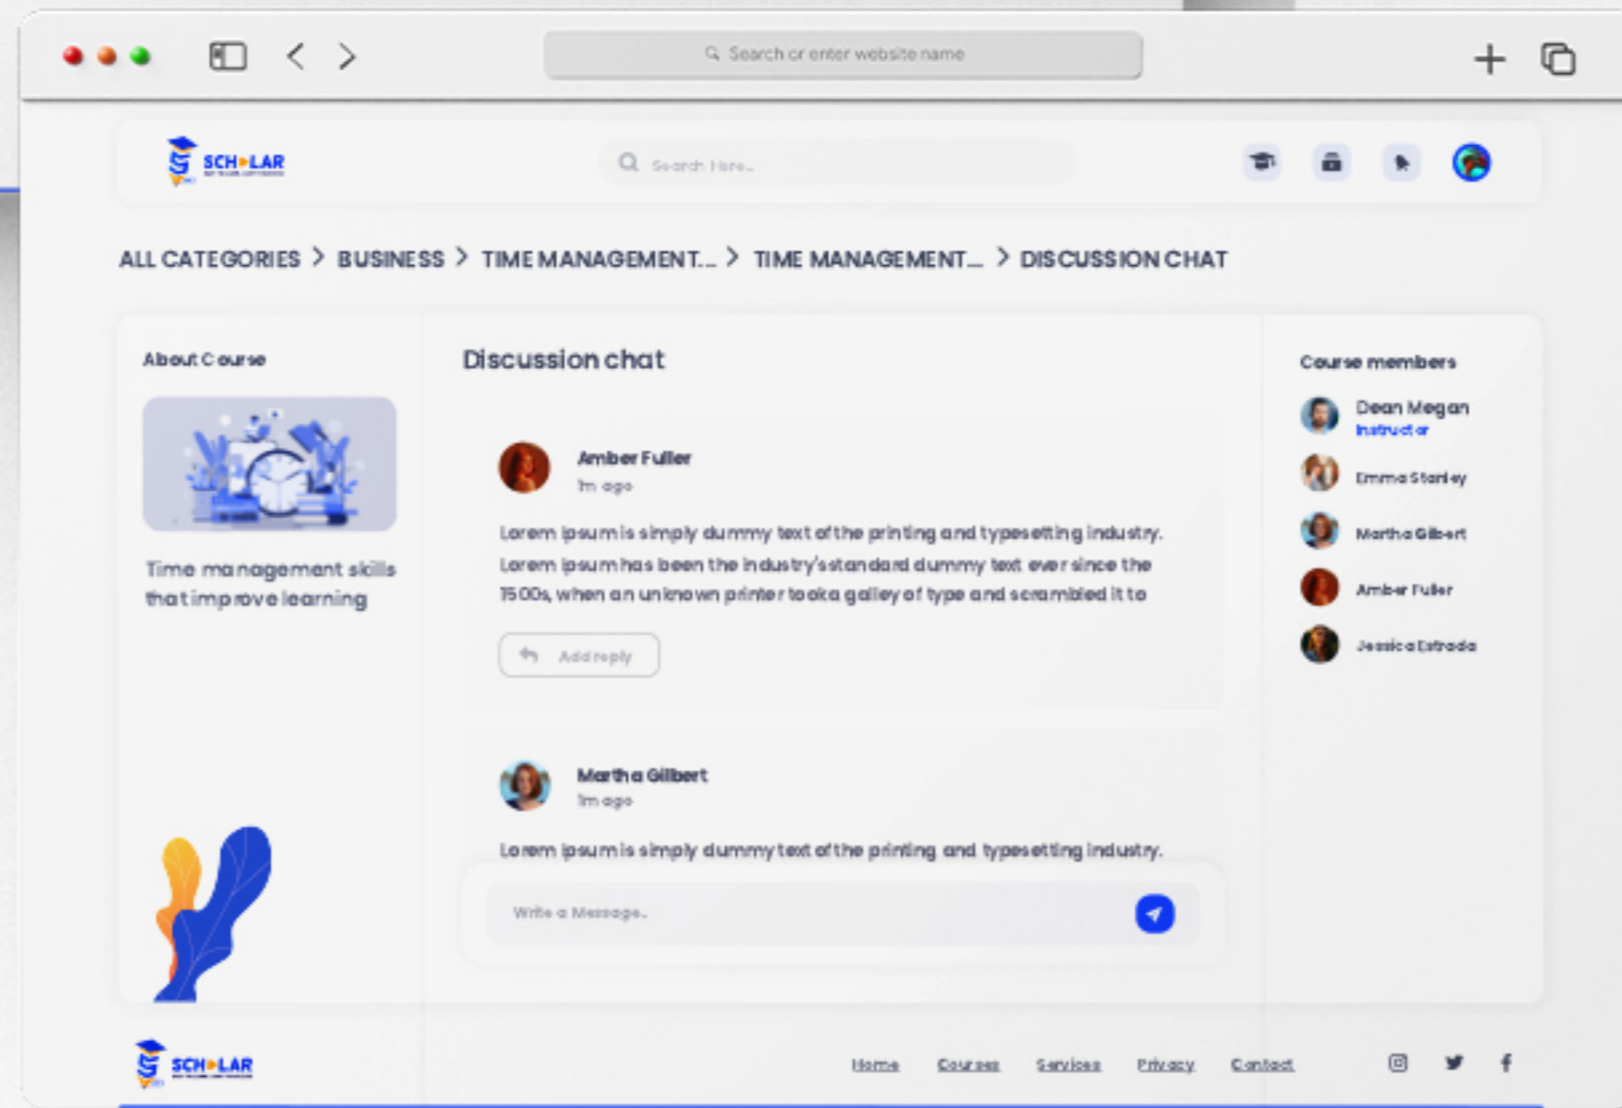 Search or enter website name
SCHOLAR
Search Here...
ALL CATEGORIES > BUSINESS > TIME MANAGEMENT... > TIME MANAGEMENT... > DISCUSSION CHAT
About Course
Time management skills
that improve learning
Discussion chat
Amber Fuller
1m ago
Lorem Ipsum is simply dummy text of the printing and typesetting industry.
Lorem Ipsum has been the industry's standard dummy text ever since the
1500s, when an unknown printer took a galley of type and scrambled it to
Add reply
Martha Gilbert
1m ago
Lorem Ipsum is simply dummy text of the printing and typesetting industry.
Write a Message..
Course members
Dean Megan
Instructor
Emma Stanley
Martha Gilbert
Amber Fuller
Jessica Estrada
SCHOLAR
Home Courses Services Privacy Contact